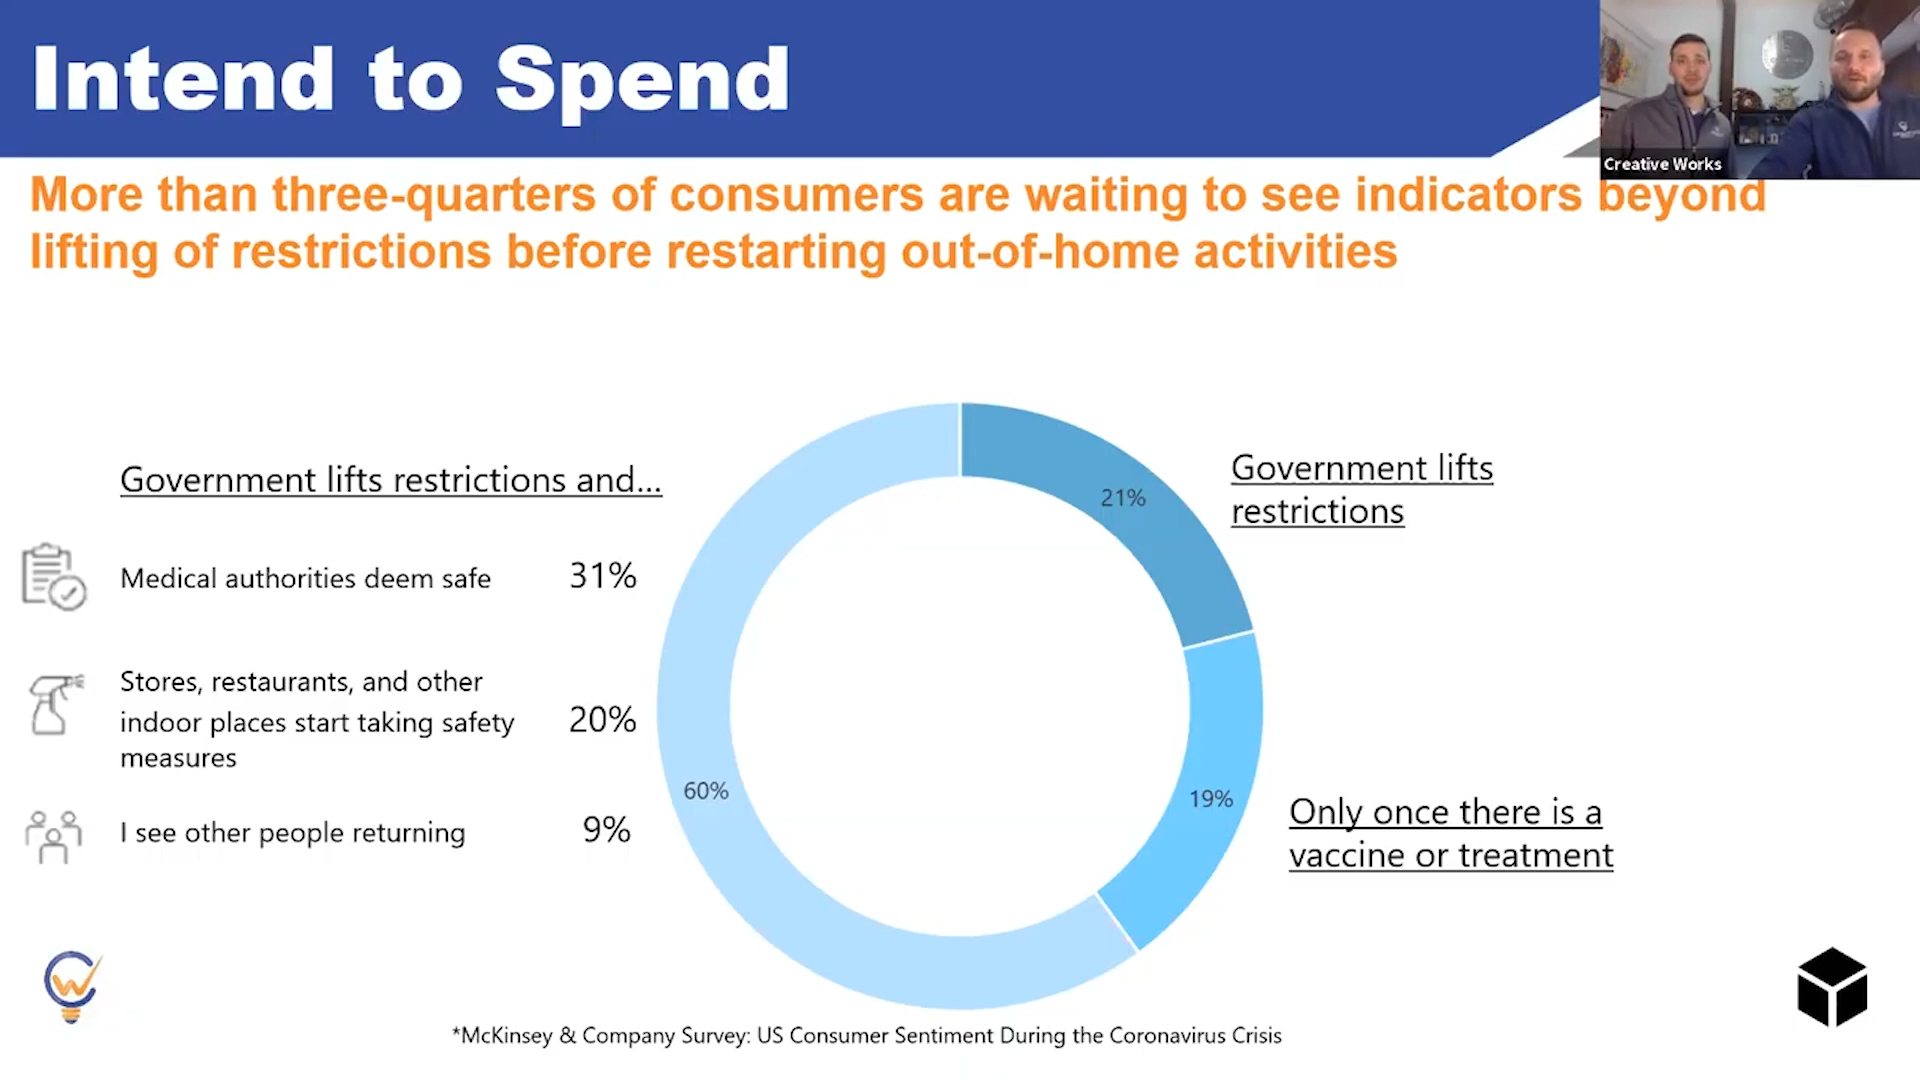 Intend to Spend
Creative Works
More than three-quarters of consumers are waiting to see indicators beyond
lifting of restrictions before restarting out-of-home activities
Government lifts restrictions and...
Medical authorities deem safe 31%
Stores, restaurants, and other
indoor places start taking safety 20%
measures
I see other people returning 9%
60%
21%
Government lifts
restrictions
19%
Only once there is a
vaccine or treatment
*McKinsey & Company Survey: US Consumer Sentiment During the Coronavirus Crisis